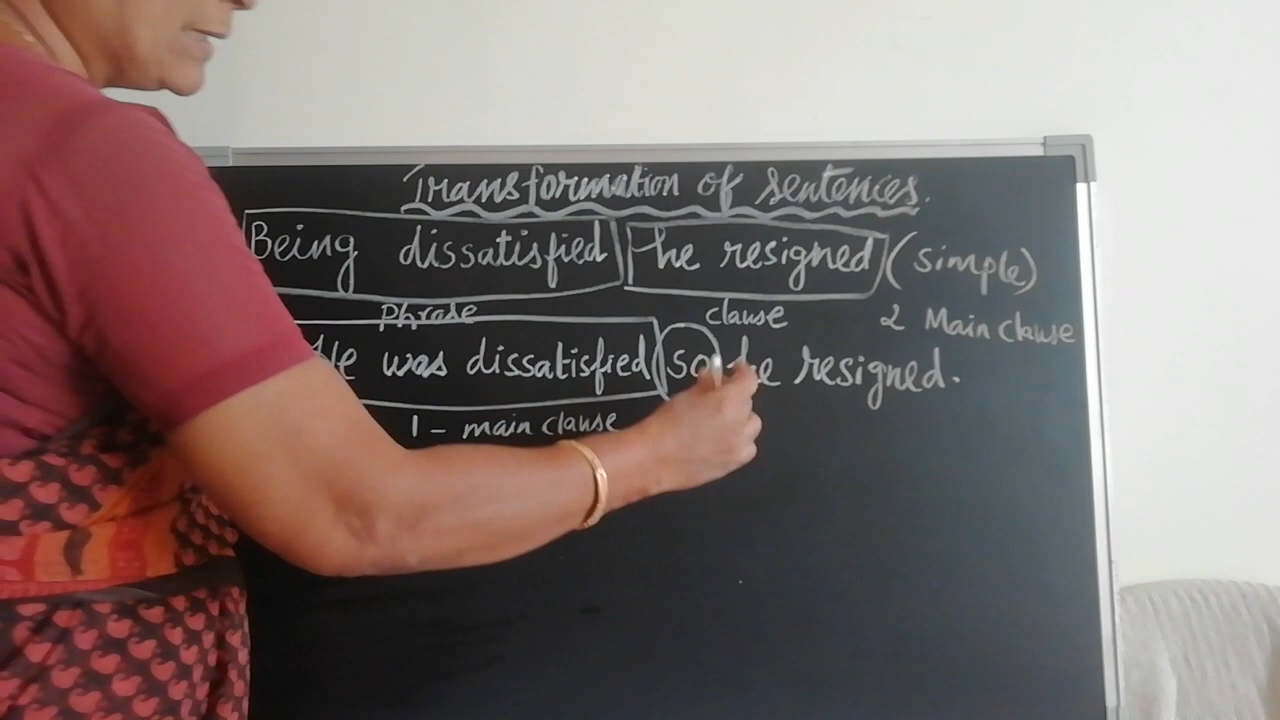 Transformation of sentences.
Being dissatisfied he resigned (simple)
phrase clause 2 Main clause
He was dissatisfied so he resigned.
1 - main clause